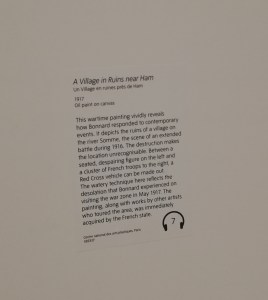 A Village in Ruins near Ham
Un Village en ruines près de Ham
1917
Oil paint on canvas
This wartime painting vividly reveals
how Bonnard responded to contemporary
events. It depicts the ruins of a village on
the river Somme, the scene of an extended
battle during 1916. The destruction makes
the location unrecognisable. Between a
seated, despairing figure on the left and
a cluster of French troops to the right, a
Red Cross vehicle can be made out.
The watery technique here reflects the
desolation that Bonnard experienced on
visiting the war zone in May 1917. The
painting, along with works by other artists
who toured the area, was immediately
acquired by the French state.
7